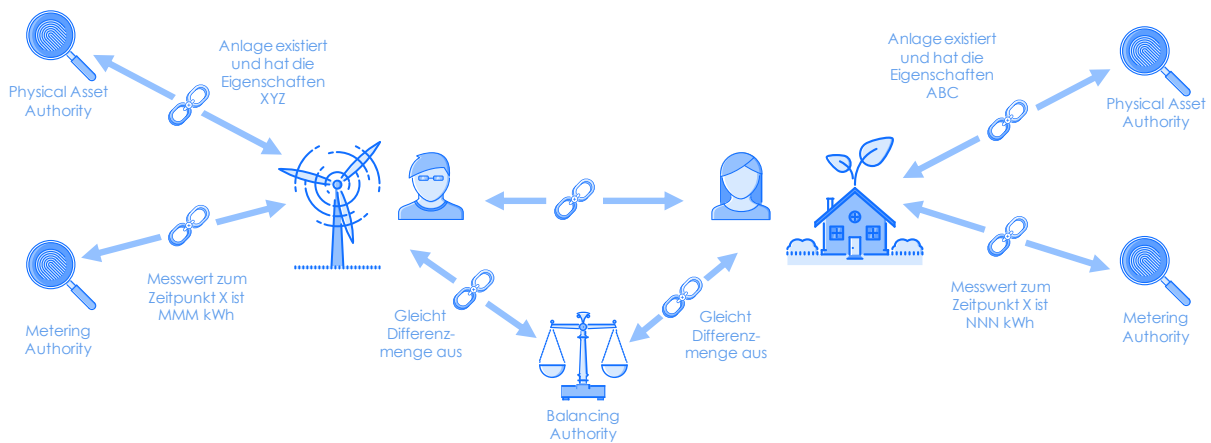 Physical Asset
Authority
Anlage existiert
und hat die
Eigenschaften
XYZ
Metering
Authority
Messwert zum
Zeitpunkt X ist
MMM kWh
Gleicht
Differenz-
menge aus
Balancing
Authority
Gleicht
Differenz-
menge aus
Anlage existiert
und hat die
Eigenschaften
ABC
Physical Asset
Authority
Messwert zum
Zeitpunkt X ist
NNN kWh
Metering
Authority